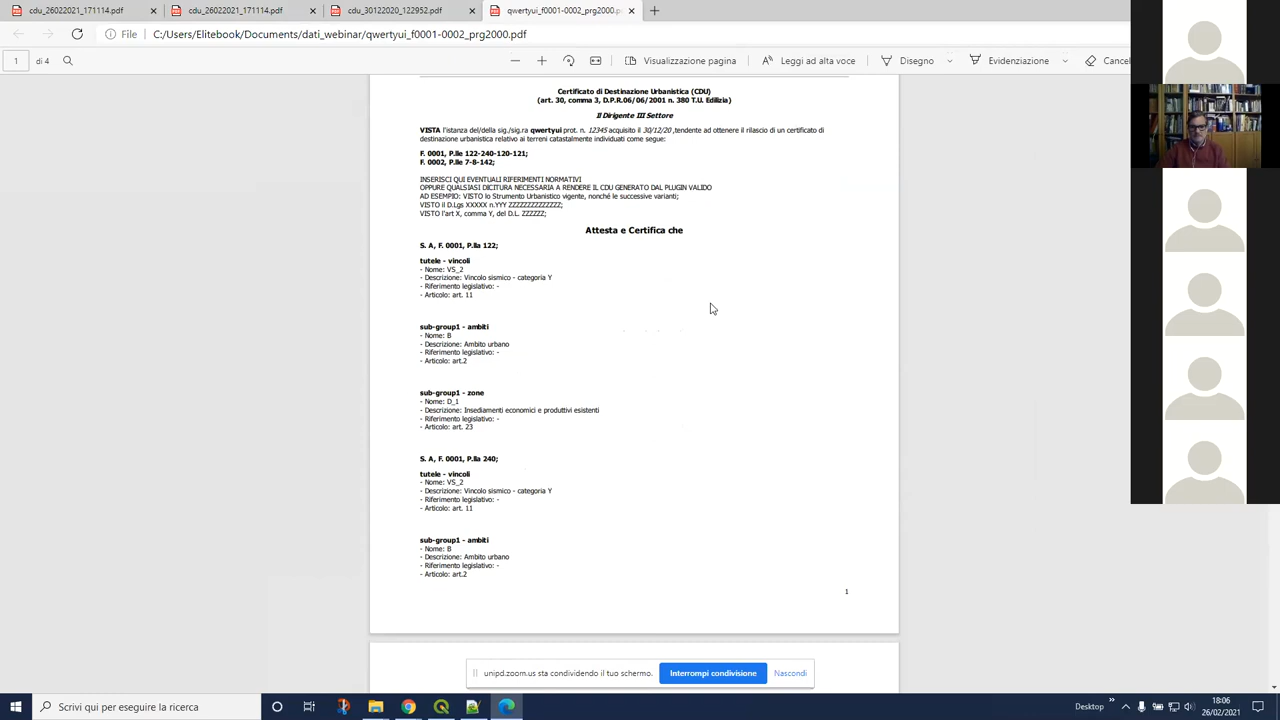 cdu_26022021_171114.pdf
cdu_26022021_171114.pdf
cdu_30122020_122952.pdf
qwertyui_f0001-0002_prg2000.pdf
File
C:/Users/Elitebook/Documents/dati_webinar/qwertyui_f0001-0002_prg2000.pdf
1 di 4
Visualizzazione pagina
Leggi ad alta voce
Disegno
Evidenziazione
Cancel
Certificato di Destinazione Urbanistica (CDU)
(art. 30, comma 3, D.P.R.06/06/2001 n. 380 T.U. Edilizia)
Il Dirigente III Settore
VISTA l'istanza del/della sig./sig.ra qwertyui prot. n. 12345 acquisito il 30/12/20 ,tendente ad ottenere il rilascio di un certificato di
destinazione urbanistica relativo ai terreni catastalmente individuati come segue:
F. 0001, P.lle 122-240-120-121;
F. 0002, P.lle 7-8-142;
INSERISCI QUI EVENTUALI RIFERIMENTI NORMATIVI
OPPURE QUALSIASI DICITURA NECESSARIA A RENDERE IL CDU GENERATO DAL PLUGIN VALIDO
AD ESEMPIO: VISTO lo Strumento Urbanistico vigente, nonché le successive varianti;
VISTO il D.Lgs XXXXX n.YYY ZZZZZZZZZZZZZZ;
VISTO l'art X, comma Y, del D.L. ZZZZZZ;
Attesta e Certifica che
S. A, F. 0001, P.lla 122;
tutele - vincoli
- Nome: VS_2
- Descrizione: Vincolo sismico - categoria Y
- Riferimento legislativo: -
- Articolo: art. 11
sub-group1 - ambiti
- Nome: B
- Descrizione: Ambito urbano
- Riferimento legislativo: -
- Articolo: art.2
sub-group1 - zone
- Nome: D_1
- Descrizione: Insediamenti economici e produttivi esistenti
- Riferimento legislativo: -
- Articolo: art. 23
S. A, F. 0001, P.lla 240;
tutele - vincoli
- Nome: VS_2
- Descrizione: Vincolo sismico - categoria Y
- Riferimento legislativo: -
- Articolo: art. 11
sub-group1 - ambiti
- Nome: B
- Descrizione: Ambito urbano
- Riferimento legislativo: -
- Articolo: art.2
1
unipd.zoom.us sta condividendo il tuo schermo.
Interrompi condivisione
Nascondi
Scrivi qui per eseguire la ricerca
Desktop
18:06
26/02/2021